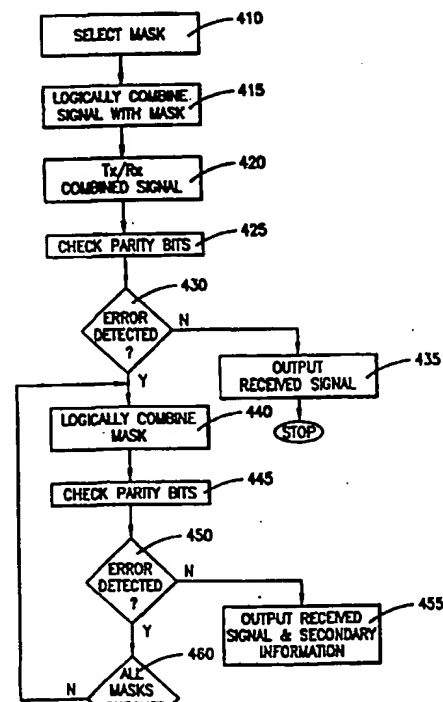 SELECT MASK
410
LOGICALLY COMBINE
SIGNAL WITH MASK
415
Tx/Rx
COMBINED SIGNAL
420
CHECK PARITY BITS
425
430
ERROR
DETECTED
?
N
Y
OUTPUT
RECEIVED SIGNAL
435
STOP
LOGICALLY COMBINE
MASK
440
CHECK PARITY BITS
445
450
ERROR
DETECTED
?
N
Y
OUTPUT RECEIVED
SIGNAL & SECONDARY
INFORMATION
455
460
ALL
MASKS
N